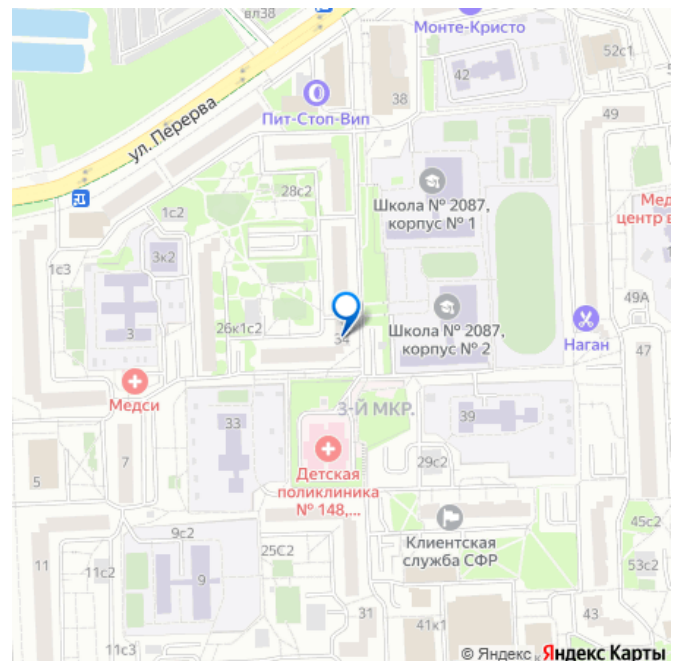 вл38
Монте-Кристо
52с1
42
Пит-Стоп-Вип
38
49
ул. Перерва
28с2
Школа № 2087,
корпус № 1
Мед
центр в
1с2
3к2
1с3
49А
26к1с2
Школа № 2087,
корпус № 2
3
34
Наган
47
Медси
3-Й МКР.
33
39
7
5
Детская
поликлиника
№ 148,...
29с2
9с2
Клиентская
служба СФР
45с2
25С2
11
11с2
9
53с2
31
41к1
43
11с3
© Яндекс
Яндекс Карты